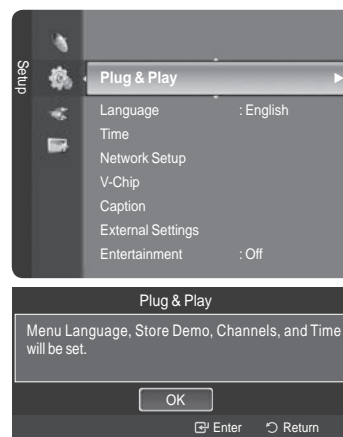 Setup
Plug & Play
Language : English
Time
Network Setup
V-Chip
Caption
External Settings
Entertainment : Off
Plug & Play
Menu Language, Store Demo, Channels, and Time
will be set.
OK
Enter Return